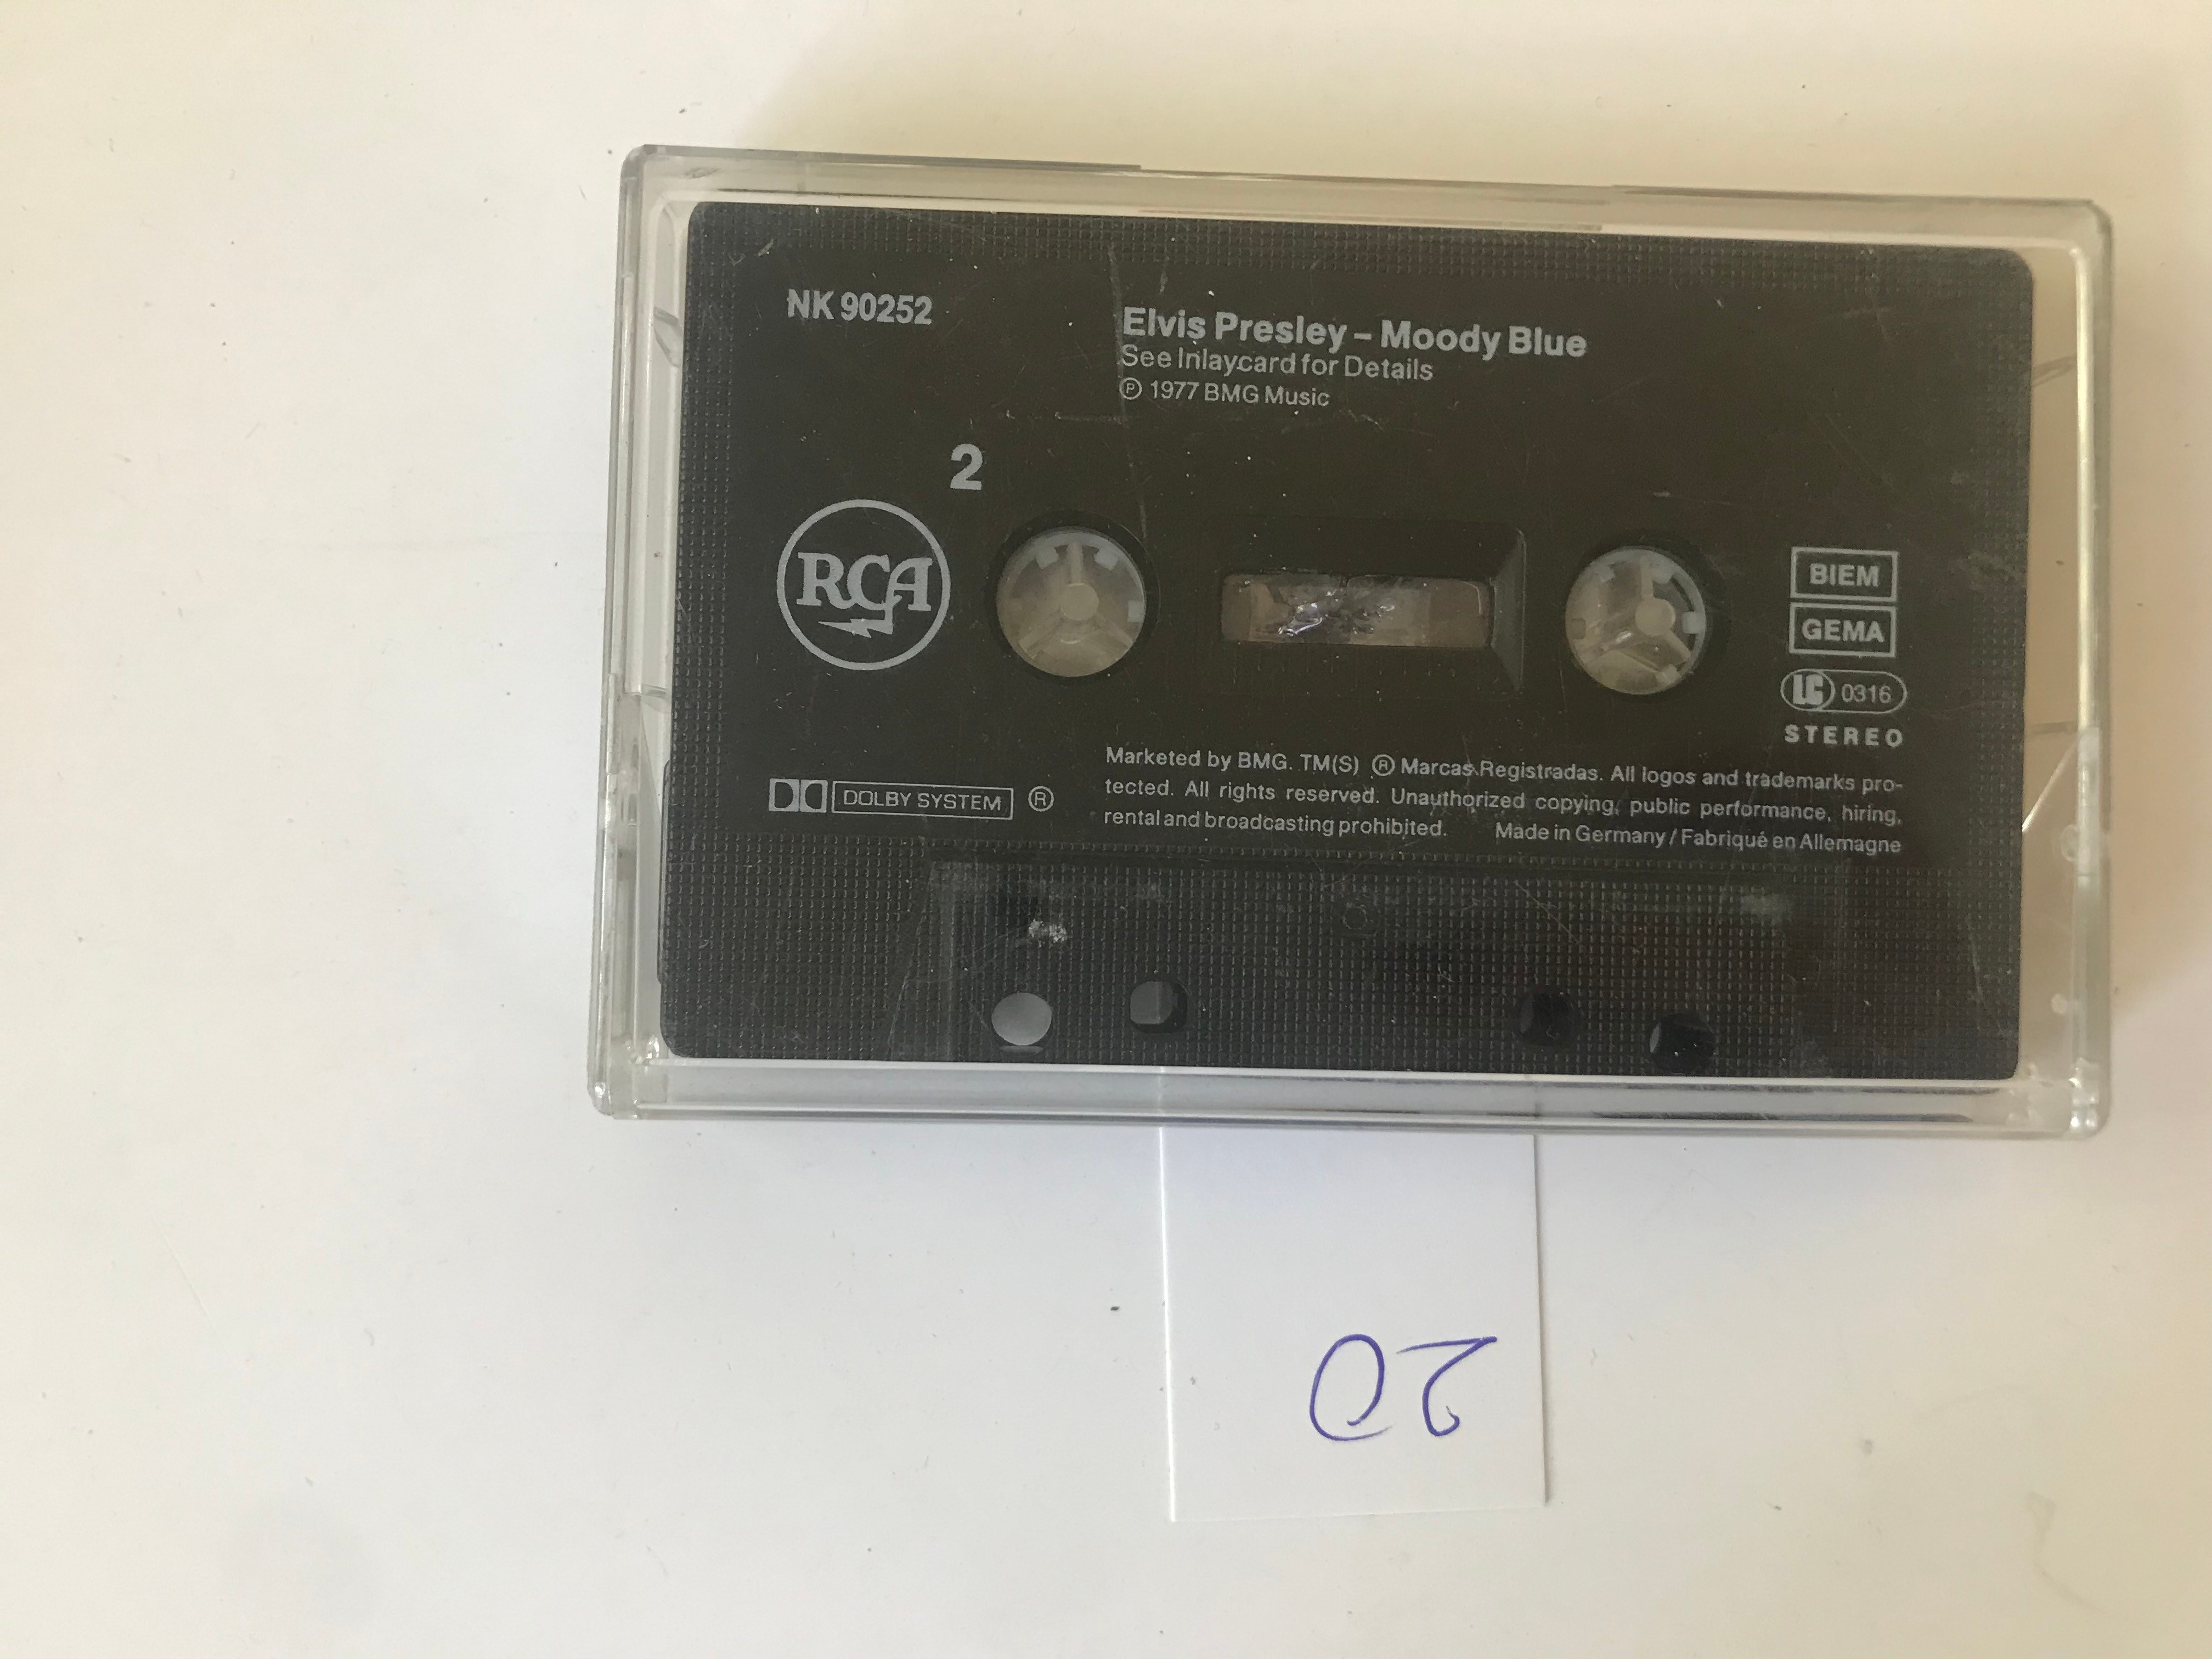 NK 90252
Elvis Presley – Moody Blue
See Inlaycard for Details
℗ 1977 BMG Music
2
RCA
BIEM
GEMA
LC 0316
STEREO
DOLBY SYSTEM ®
Marketed by BMG. TM(S) ® Marcas Registradas. All logos and trademarks pro-
tected. All rights reserved. Unauthorized copying, public performance, hiring,
rental and broadcasting prohibited. Made in Germany / Fabriqué en Allemagne
20